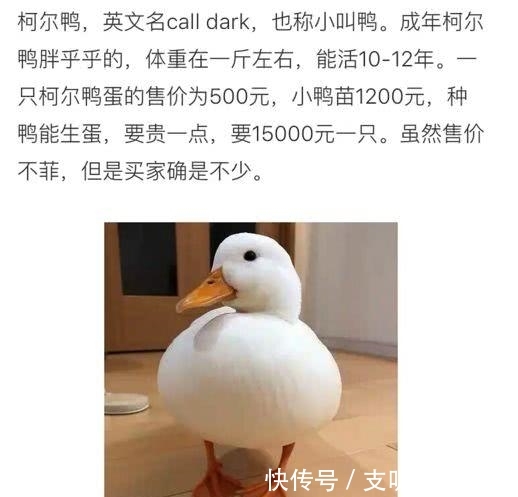 柯尔鸭，英文名call dark，也称小叫鸭。成年柯尔
鸭胖乎乎的，体重在一斤左右，能活10-12年。一
只柯尔鸭蛋的售价为500元，小鸭苗1200元，种
鸭能生蛋，要贵一点，要15000元一只。虽然售价
不菲，但是买家确是不少。
快传号 / 支